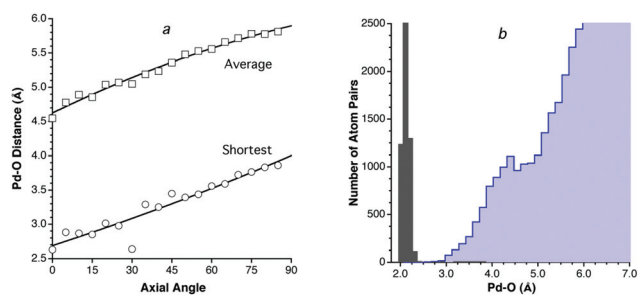 a
Average
Shortest
Pd-O Distance (Å)
6.0
5.5
5.0
4.5
4.0
3.5
3.0
2.5
0 15 30 45 60 75 90
Axial Angle
b
Number of Atom Pairs
2500
2000
1500
1000
500
0
2.0 3.0 4.0 5.0 6.0 7.0
Pd-O (Å)